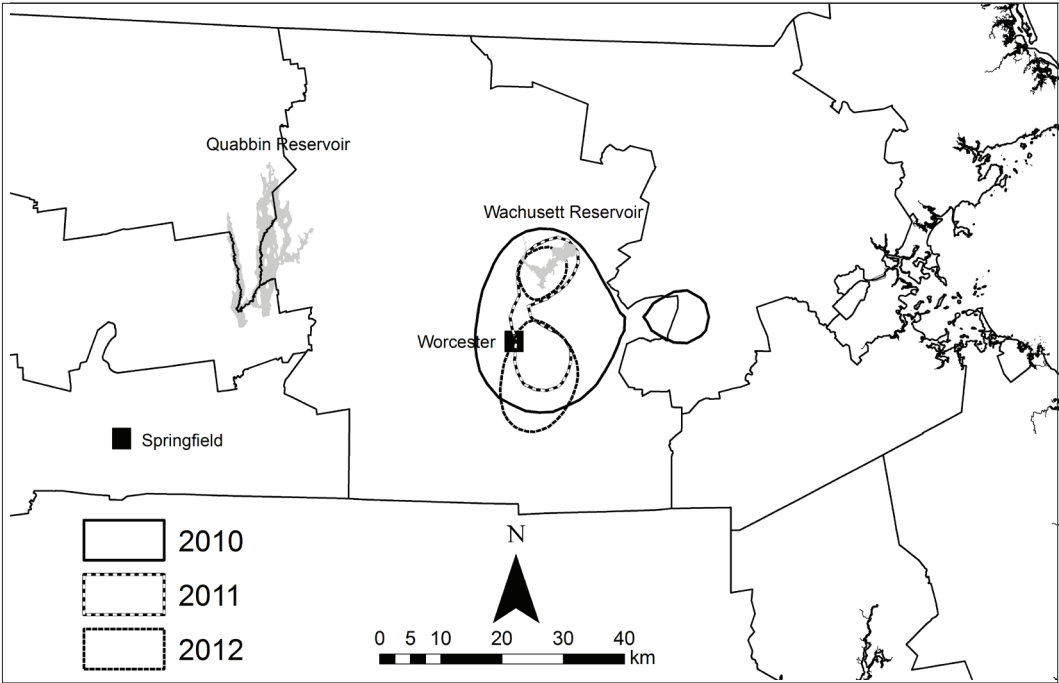 Quabbin Reservoir
Wachusett Reservoir
Worcester
Springfield
2010
2011
2012
N
0 5 10 20 30 40
km